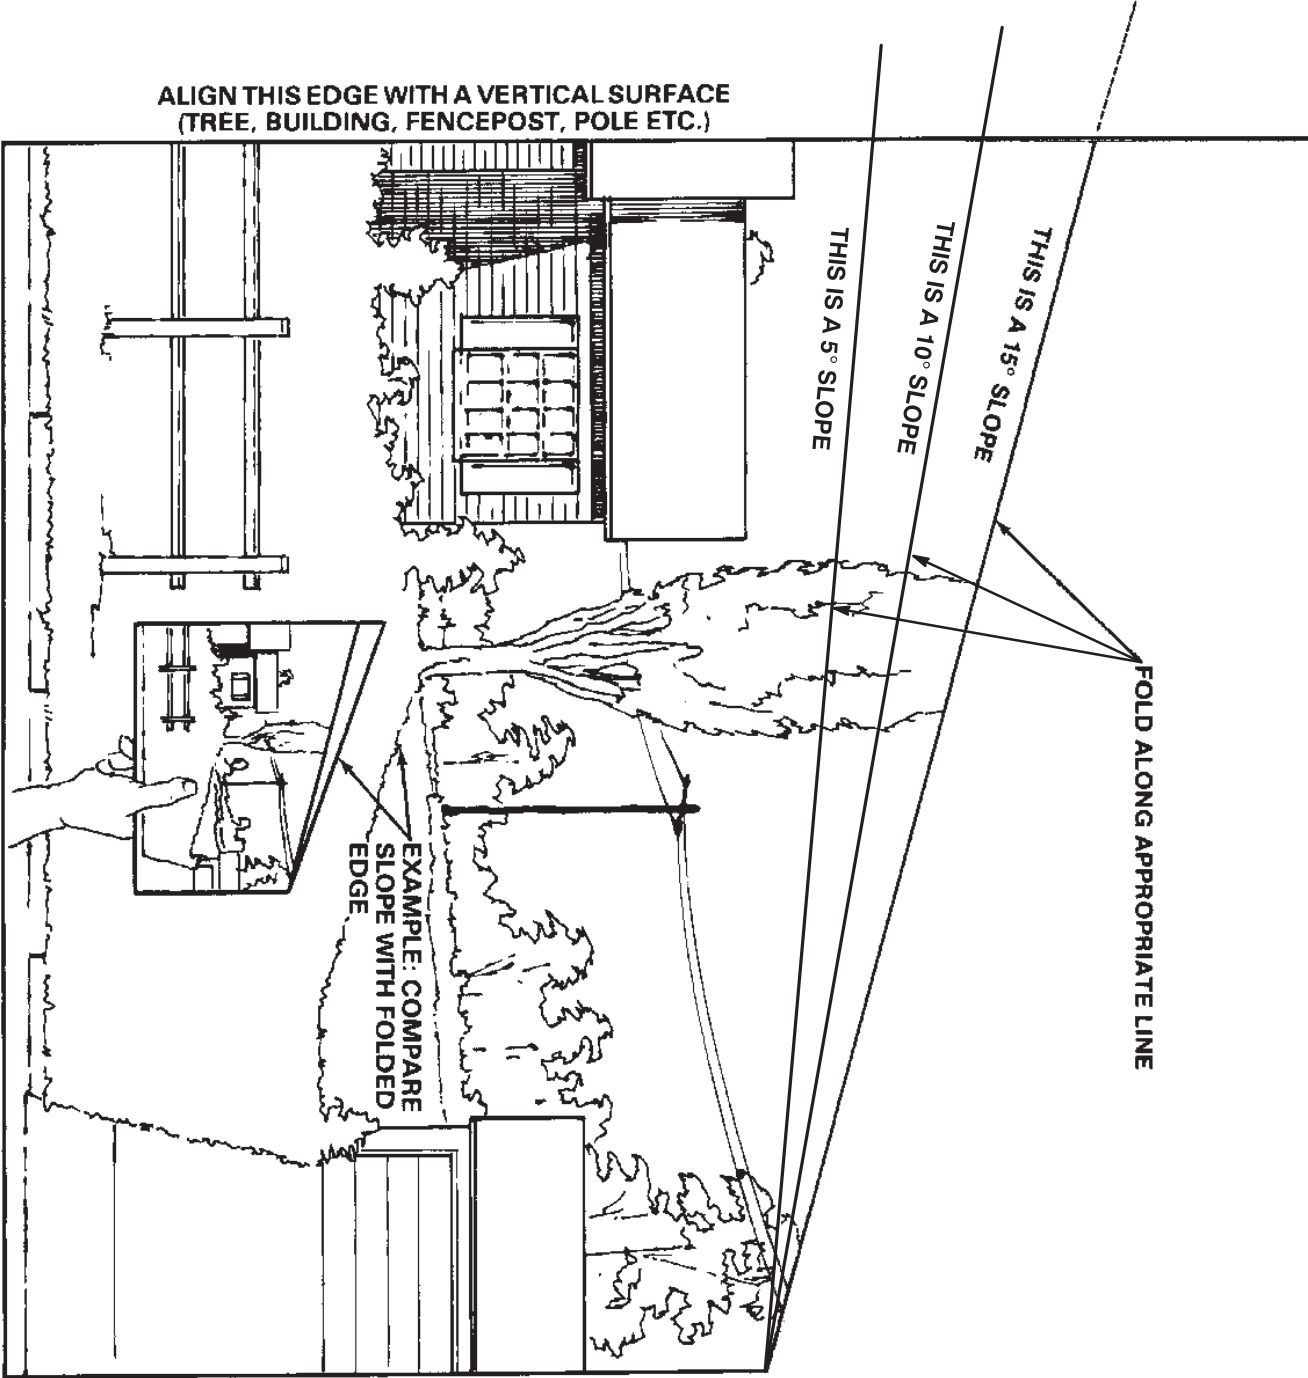 ALIGN THIS EDGE WITH A VERTICAL SURFACE
(TREE, BUILDING, FENCEPOST, POLE ETC.)
FOLD ALONG APPROPRIATE LINE
THIS IS A 15° SLOPE
THIS IS A 10° SLOPE
THIS IS A 5° SLOPE
EXAMPLE: COMPARE
SLOPE WITH FOLDED
EDGE